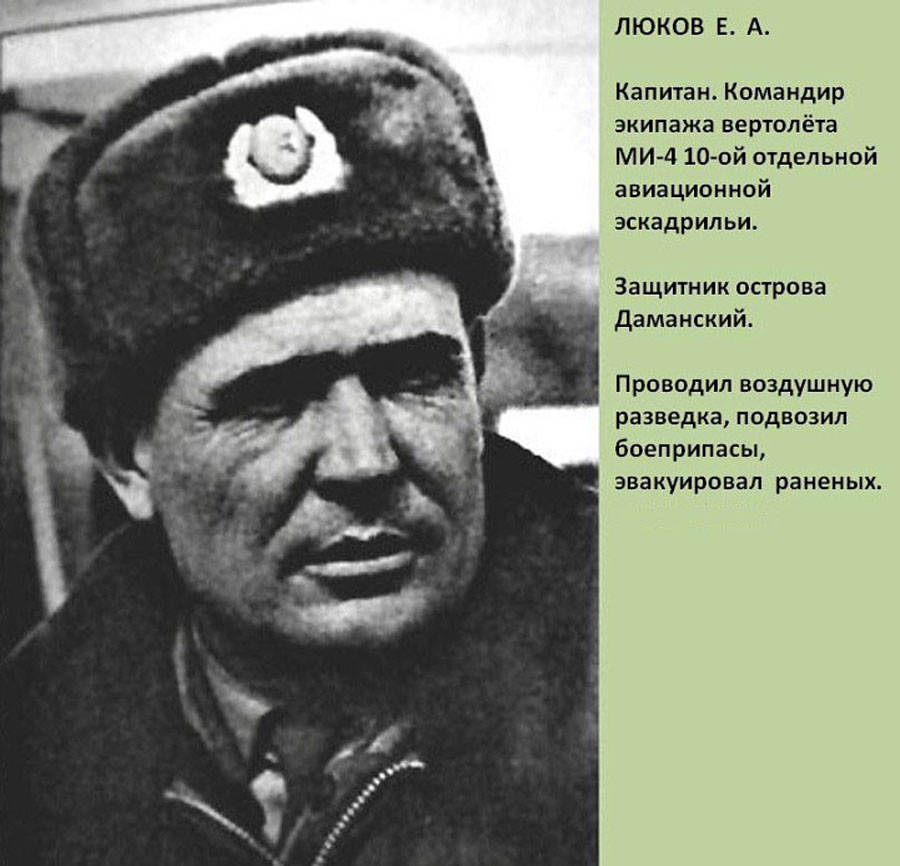 ЛЮКОВ Е. А.
Капитан. Командир
экипажа вертолёта
МИ-4 10-ой отдельной
авиационной
эскадрильи.
Защитник острова
Даманский.
Проводил воздушную
разведка, подвозил
боеприпасы,
эвакуировал раненых.